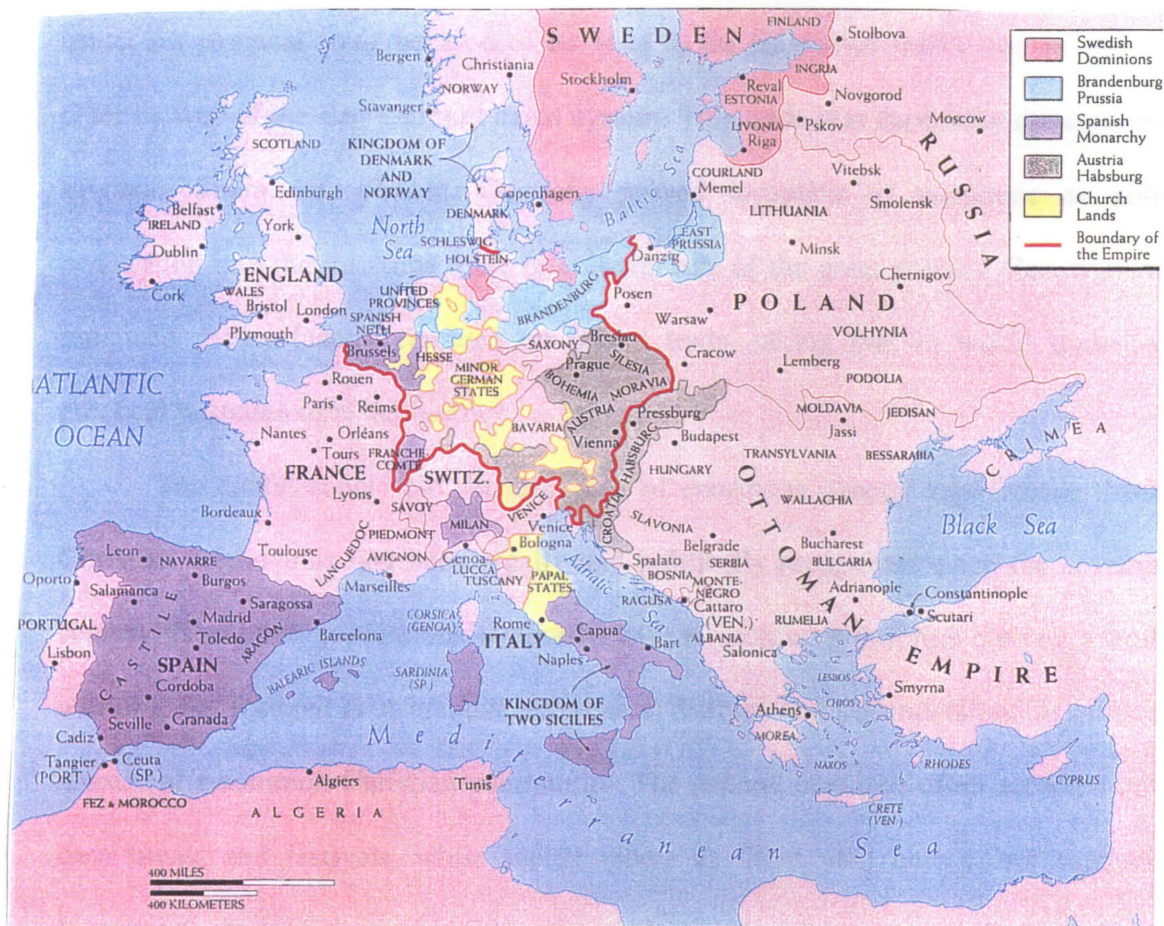 FINLAND
Stolbova
SWEDEN
Bergen
Christiania
NORWAY
Stockholm
INGRIA
Reval
ESTONIA
Novgorod
Stavanger
LIVONIA
Riga
Pskov
Moscow
RUSSIA
SCOTLAND
KINGDOM OF
DENMARK
AND
NORWAY
Baltic Sea
COURLAND
Memel
Vitebsk
Smolensk
Edinburgh
Copenhagen
Belfast
IRELAND
North
Sea
DENMARK
LITHUANIA
York
Dublin
SCHLESWIG
HOLSTEIN
EAST
PRUSSIA
Danzig
Minsk
Chernigov
ENGLAND
Cork
WALES
Bristol
London
Plymouth
UNITED
PROVINCES
SPANISH
NETH
Brussels
BRANDENBURG
Posen
Warsaw
POLAND
VOLHYNIA
HESSE
SAXONY
Breslau
SILESIA
Prague
BOHEMIA
MORAVIA
Cracow
Lemberg
PODOLIA
MINOR
GERMAN
STATES
ATLANTIC
OCEAN
Rouen
Paris
Reims
Nantes
Orléans
Tours
FRANCE
FRANCHE-
COMTE
BAVARIA
AUSTRIA
Vienna
Pressburg
Budapest
HABSBURG
HUNGARY
MOLDAVIA
Jassi
JEDISAN
TRANSYLVANIA
BESSARABIA
CRIMEA
SWITZ.
Lyons
SAVOY
Bordeaux
MILAN
VENICE
Venice
CROATIA
SLAVONIA
WALLACHIA
OTTOMAN
EMPIRE
Black Sea
PIEDMONT
Toulouse
LANGUEDOC
AVIGNON
Genoa
LUCCA
Bologna
TUSCANY
PAPAL
STATES
Adriatic
Sea
Spalato
BOSNIA
Belgrade
SERBIA
Bucharest
BULGARIA
Marseilles
Leon
NAVARRE
Burgos
Oporto
Salamanca
Saragossa
Madrid
Toledo
ARAGON
Barcelona
PORTUGAL
Lisbon
CASTILE
SPAIN
Cordoba
Seville
Granada
BALEARIC ISLANDS
CORSICA
(GENOA)
SARDINIA
(SP.)
Rome
ITALY
Capua
Naples
Bart
RAGUSA
MONTE-
NEGRO
Cattaro
(VEN.)
ALBANIA
Adrianople
RUMELIA
Salonica
Constantinople
Scutari
KINGDOM OF
TWO SICILIES
LESBOS
CHIOS
Smyrna
Athens
MOREA
NAXOS
RHODES
CYPRUS
CRETE
(VEN.)
Cadiz
Tangier
(PORT.)
Ceuta
(SP.)
FEZ & MOROCCO
Algiers
ALGERIA
Tunis
Mediterranean Sea
400 MILES
400 KILOMETERS
Swedish
Dominions
Brandenburg
Prussia
Spanish
Monarchy
Austria
Habsburg
Church
Lands
Boundary of
the Empire